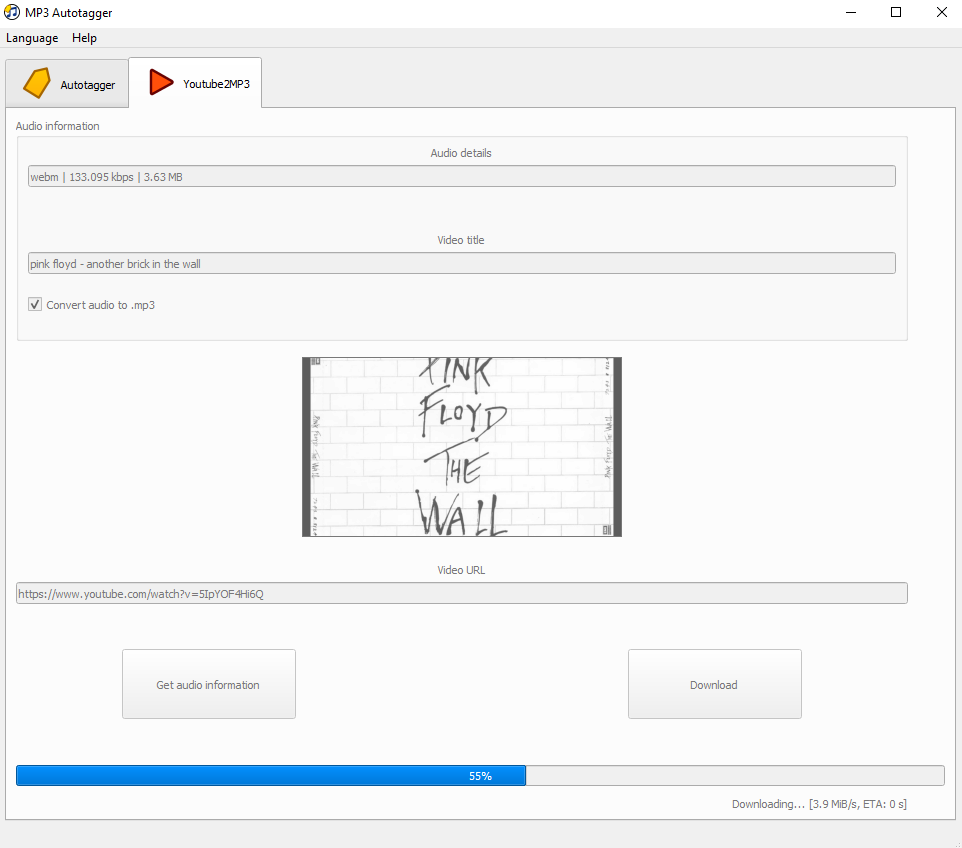 MP3 Autotagger
Language Help
Autotagger Youtube2MP3
Audio information
Audio details
webm | 133.095 kbps | 3.63 MB
Video title
pink floyd - another brick in the wall
Convert audio to .mp3
PINK
FLOYD
THE
WALL
Video URL
https://www.youtube.com/watch?v=5IpYOF4Hi6Q
Get audio information Download
55%
Downloading... [3.9 MiB/s, ETA: 0 s]